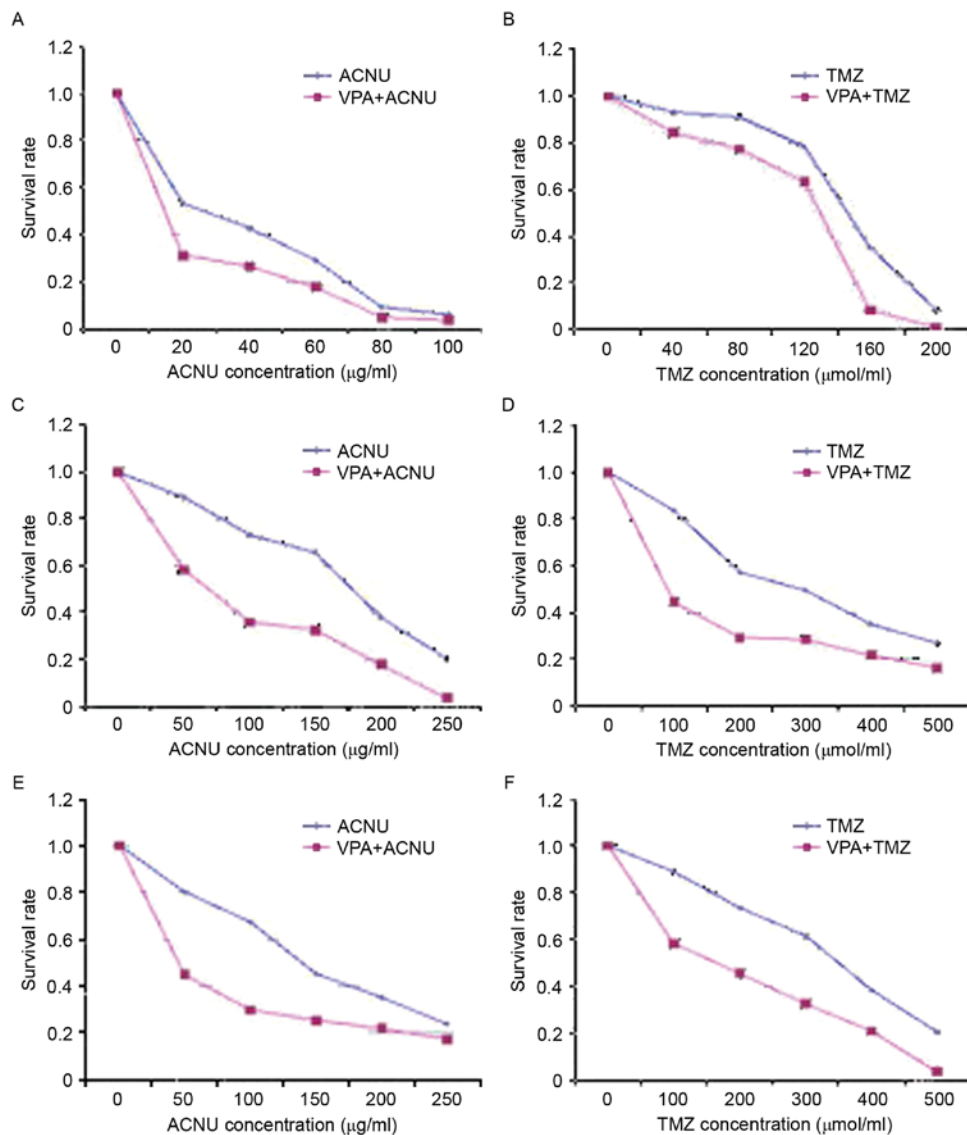 A
1.2
1.0
0.8
0.6
0.4
0.2
0
Survival rate
ACNU
VPA+ACNU
0 20 40 60 80 100
ACNU concentration (μg/ml)
B
1.2
1.0
0.8
0.6
0.4
0.2
0
Survival rate
TMZ
VPA+TMZ
0 40 80 120 160 200
TMZ concentration (μmol/ml)
C
1.2
1.0
0.8
0.6
0.4
0.2
0
Survival rate
ACNU
VPA+ACNU
0 50 100 150 200 250
ACNU concentration (μg/ml)
D
1.2
1.0
0.8
0.6
0.4
0.2
0
Survival rate
TMZ
VPA+TMZ
0 100 200 300 400 500
TMZ concentration (μmol/ml)
E
1.2
1.0
0.8
0.6
0.4
0.2
0
Survival rate
ACNU
VPA+ACNU
0 50 100 150 200 250
ACNU concentration (μg/ml)
F
1.2
1.0
0.8
0.6
0.4
0.2
0
Survival rate
TMZ
VPA+TMZ
0 100 200 300 400 500
TMZ concentration (μmol/ml)